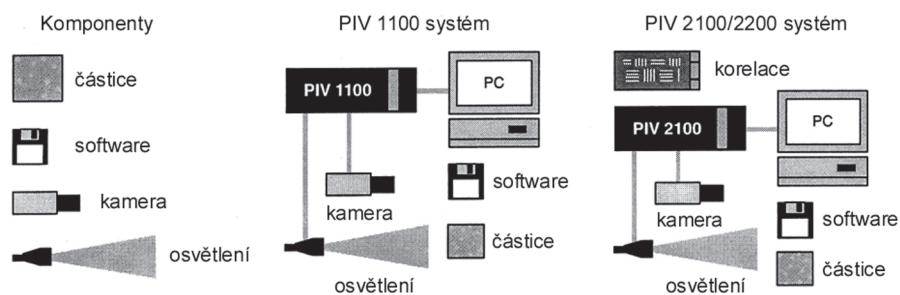 Komponenty
částice
software
kamera
osvětlení
PIV 1100 systém
PIV 1100
PC
kamera
software
částice
osvětlení
PIV 2100/2200 systém
korelace
PIV 2100
PC
kamera
software
částice
osvětlení